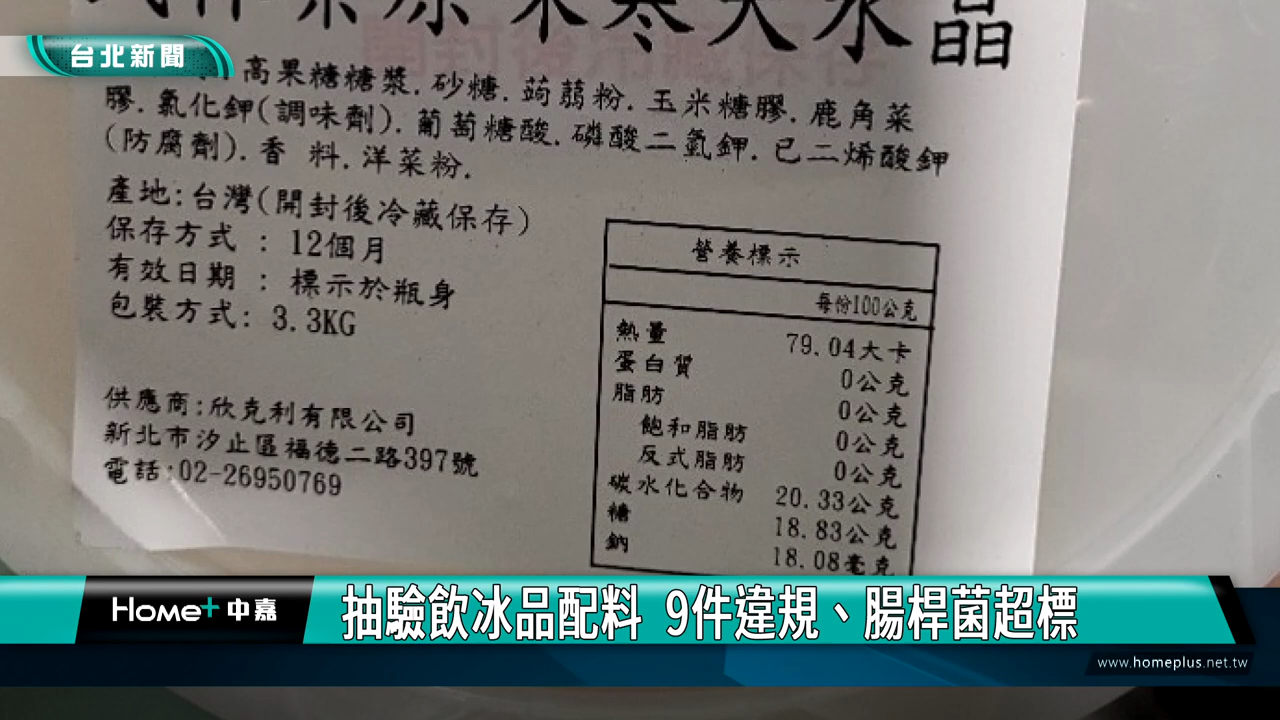 寒天水晶
台北新聞
高果糖糖漿.砂糖.蒟蒻粉.玉米糖膠.鹿角菜
膠.氯化鉀(調味劑).葡萄糖酸.磷酸二氫鉀.已二烯酸鉀
(防腐劑).香 料.洋菜粉.
產地:台灣(開封後冷藏保存)
保存方式 : 12個月
有效日期 : 標示於瓶身
包裝方式: 3.3KG
供應商:欣克利有限公司
新北市汐止區福德二路397號
電話:02-26950769
營養標示
每份100公克
熱量 79.04大卡
蛋白質 0公克
脂肪 0公克
飽和脂肪 0公克
反式脂肪 0公克
碳水化合物 20.33公克
糖 18.83公克
鈉 18.08毫克
Home+中嘉
抽驗飲冰品配料 9件違規、腸桿菌超標
www.homeplus.net.tw